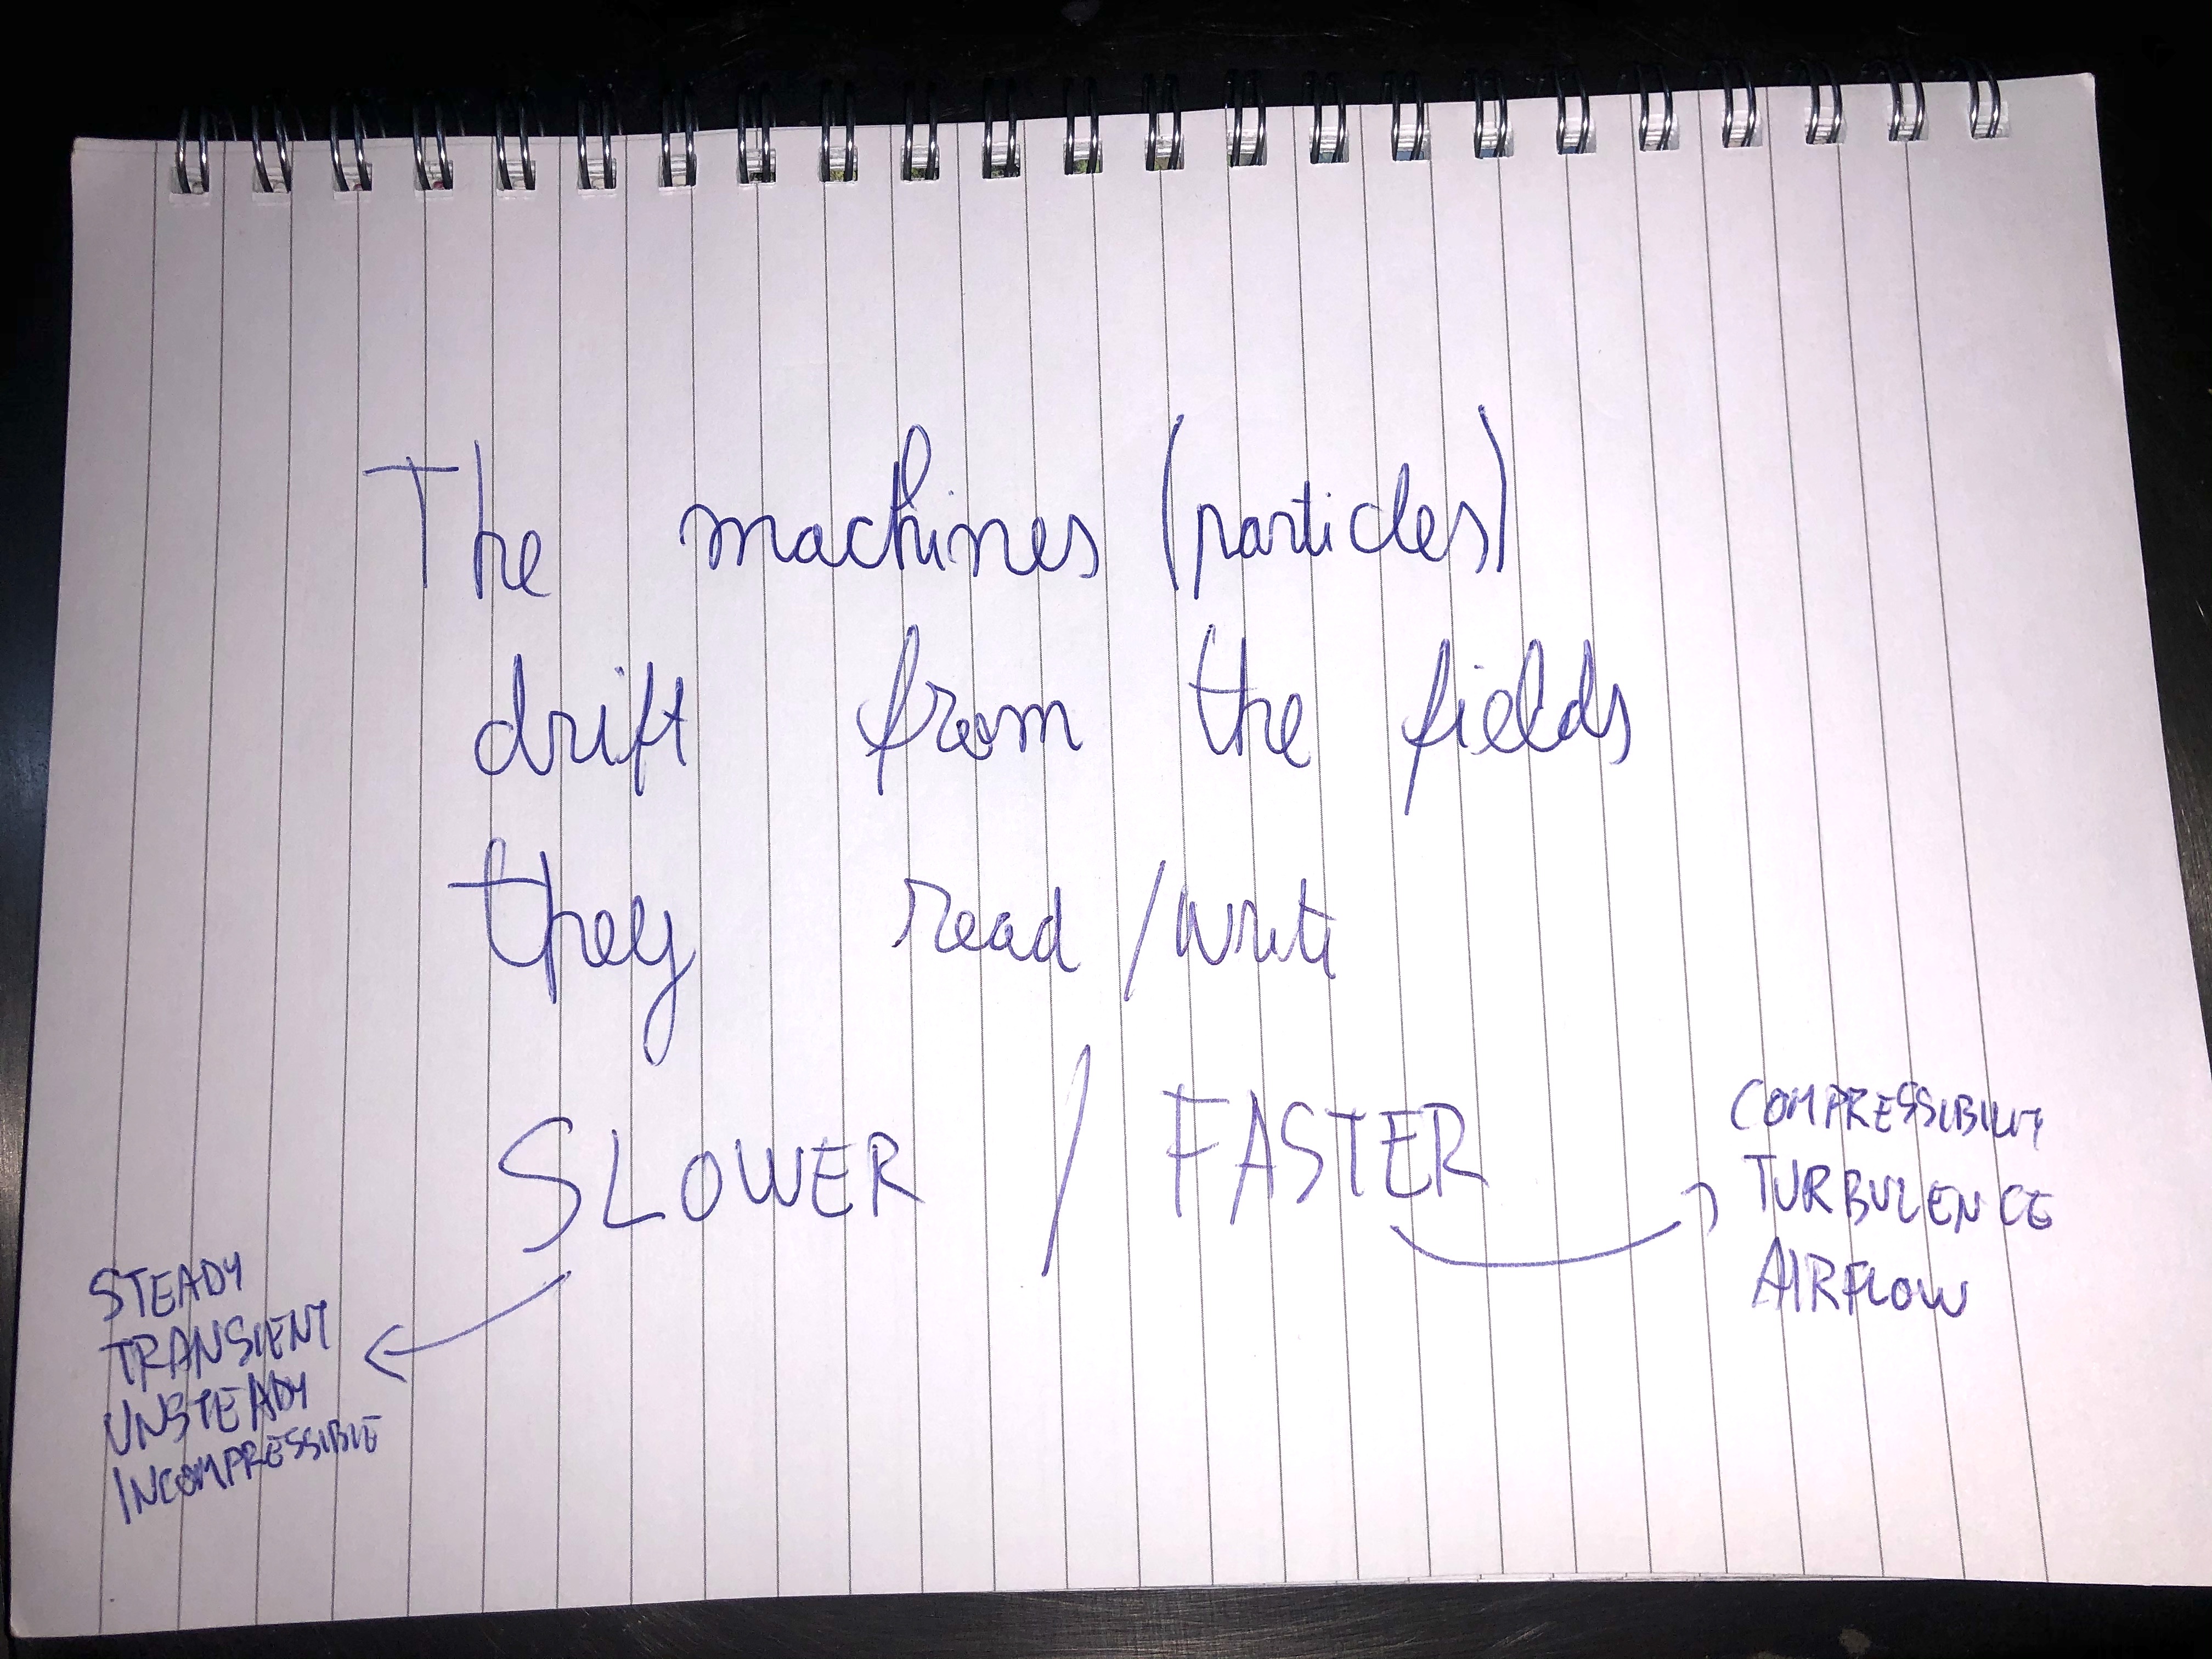 The machines (particles)
drift from the fields
they read / write
SLOWER / FASTER
COMPRESSIBILITY
TURBULENCE
AIRFLOW
STEADY
TRANSIENT
UNSTEADY
INCOMPRESSIBLE